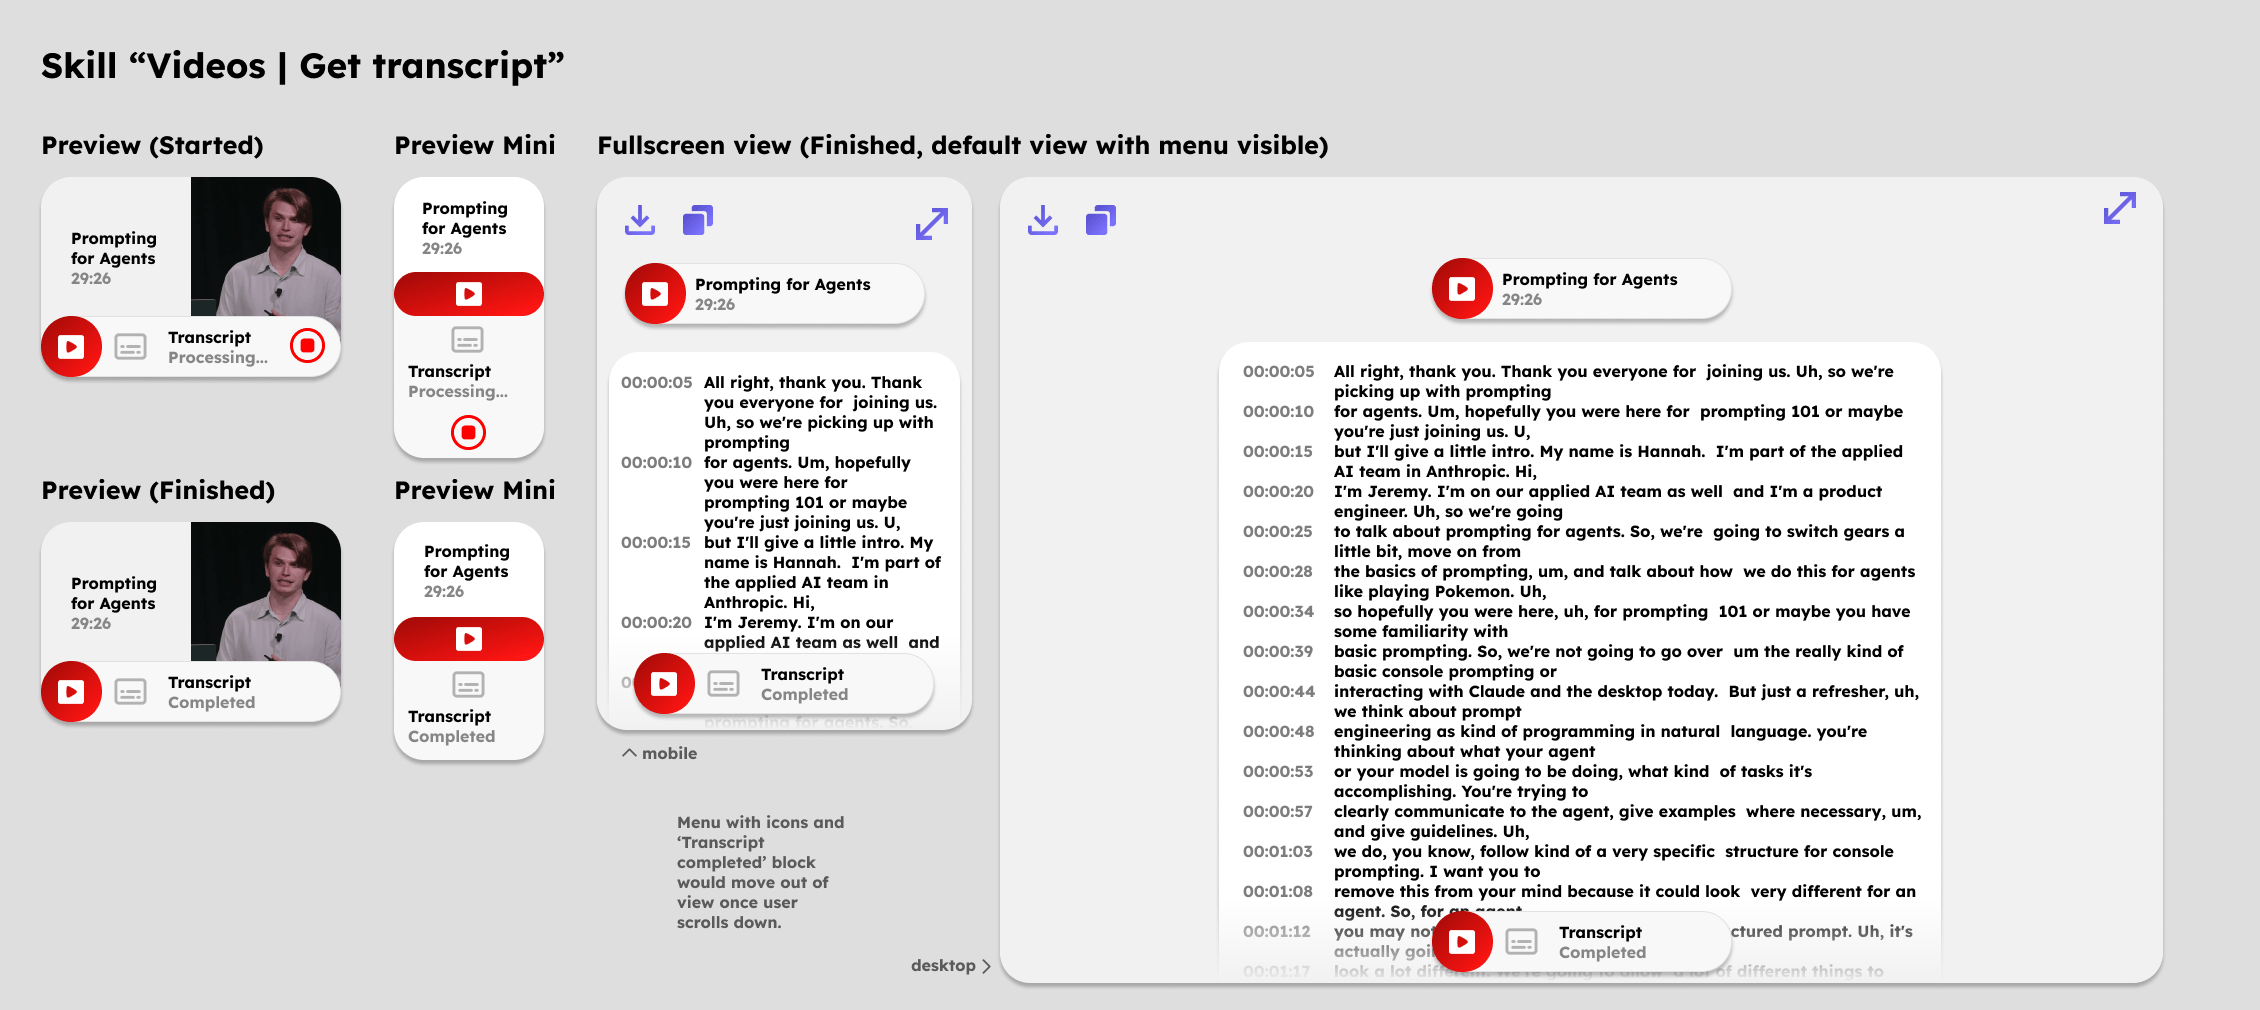 Skill “Videos | Get transcript”
Preview (Started)
Prompting
for Agents
29:26
Transcript
Processing...
Preview Mini
Prompting
for Agents
29:26
Transcript
Processing...
Preview (Finished)
Prompting
for Agents
29:26
Transcript
Completed
Preview Mini
Prompting
for Agents
29:26
Transcript
Completed
Fullscreen view (Finished, default view with menu visible)
Prompting for Agents
29:26
00:00:05 All right, thank you. Thank
you everyone for  joining us.
Uh, so we're picking up with
prompting
00:00:10 for agents. Um, hopefully
you were here for
prompting 101 or maybe
you're just joining us. U,
00:00:15 but I'll give a little intro. My
name is Hannah.  I'm part of
the applied AI team in
Anthropic. Hi,
00:00:20 I'm Jeremy. I'm on our
applied AI team as well  and
prompting for agents. So
Transcript
Completed
mobile
Menu with icons and
‘Transcript
completed’ block
would move out of
view once user
scrolls down.
desktop
Prompting for Agents
29:26
00:00:05 All right, thank you. Thank you everyone for  joining us. Uh, so we're
picking up with prompting
00:00:10 for agents. Um, hopefully you were here for  prompting 101 or maybe
you're just joining us. U,
00:00:15 but I'll give a little intro. My name is Hannah.  I'm part of the applied
AI team in Anthropic. Hi,
00:00:20 I'm Jeremy. I'm on our applied AI team as well  and I'm a product
engineer. Uh, so we're going
00:00:25 to talk about prompting for agents. So, we're  going to switch gears a
little bit, move on from
00:00:28 the basics of prompting, um, and talk about how  we do this for agents
like playing Pokemon. Uh,
00:00:34 so hopefully you were here, uh, for prompting  101 or maybe you have
some familiarity with
00:00:39 basic prompting. So, we're not going to go over  um the really kind of
basic console prompting or
00:00:44 interacting with Claude and the desktop today.  But just a refresher, uh,
we think about prompt
00:00:48 engineering as kind of programming in natural  language. you're
thinking about what your agent
00:00:53 or your model is going to be doing, what kind  of tasks it's
accomplishing. You're trying to
00:00:57 clearly communicate to the agent, give examples  where necessary, um,
and give guidelines. Uh,
00:01:03 we do, you know, follow kind of a very specific  structure for console
prompting. I want you to
00:01:08 remove this from your mind because it could look  very different for an
agent. So, for an agent,
00:01:12 you may not ctured prompt. Uh, it's
actually goi
00:01:17 look a lot different. We're going to allow  a lot of different things to
Transcript
Completed